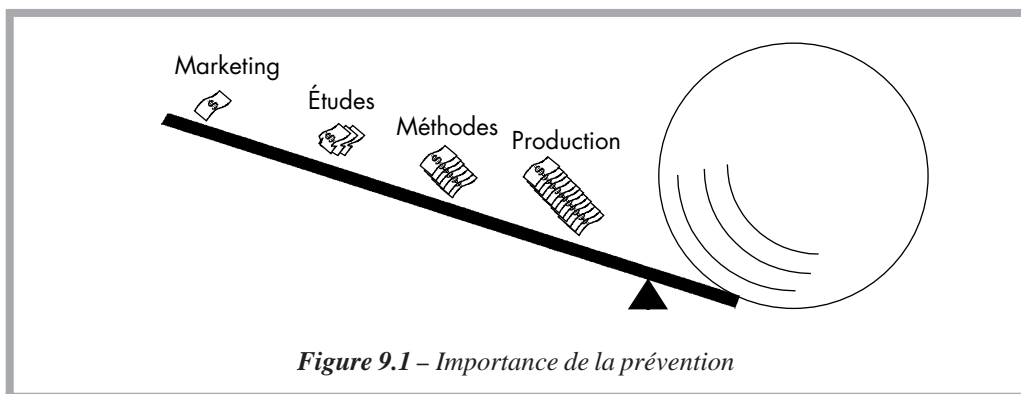 Marketing
Études
Méthodes
Production
Figure 9.1 – Importance de la prévention